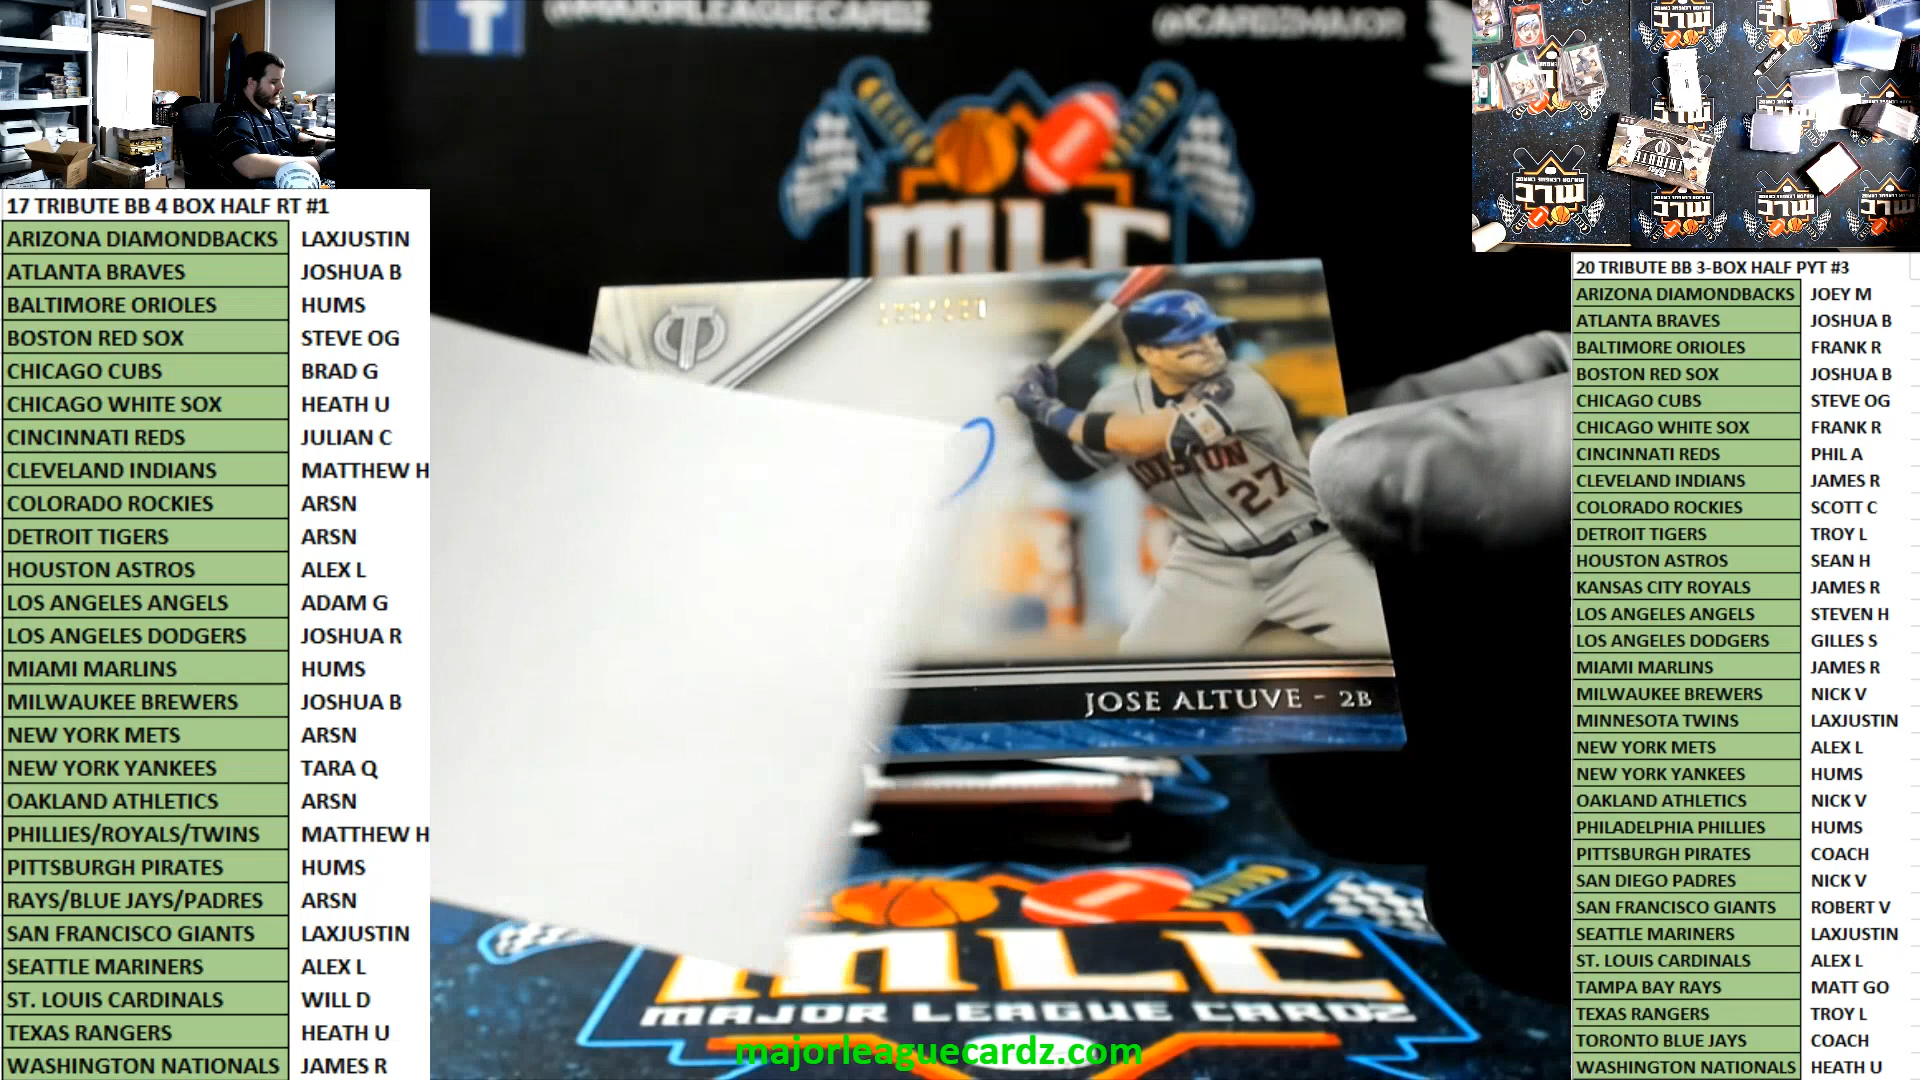 @MAJORLEAGUECARDZ
@CARDZMAJOR
MLC
17 TRIBUTE BB 4 BOX HALF RT #1
ARIZONA DIAMONDBACKS LAXJUSTIN
ATLANTA BRAVES JOSHUA B
BALTIMORE ORIOLES HUMS
BOSTON RED SOX STEVE OG
CHICAGO CUBS BRAD G
CHICAGO WHITE SOX HEATH U
CINCINNATI REDS JULIAN C
CLEVELAND INDIANS MATTHEW H
COLORADO ROCKIES ARSN
DETROIT TIGERS ARSN
HOUSTON ASTROS ALEX L
LOS ANGELES ANGELS ADAM G
LOS ANGELES DODGERS JOSHUA R
MIAMI MARLINS HUMS
MILWAUKEE BREWERS JOSHUA B
NEW YORK METS ARSN
NEW YORK YANKEES TARA Q
OAKLAND ATHLETICS ARSN
PHILLIES/ROYALS/TWINS MATTHEW H
PITTSBURGH PIRATES HUMS
RAYS/BLUE JAYS/PADRES ARSN
SAN FRANCISCO GIANTS LAXJUSTIN
SEATTLE MARINERS ALEX L
ST. LOUIS CARDINALS WILL D
TEXAS RANGERS HEATH U
WASHINGTON NATIONALS JAMES R
HOUSTON
27
JOSE ALTUVE - 2B
MLC
MAJOR LEAGUE CARDZ
majorleaguecardz.com
TRIBUTE
20 TRIBUTE BB 3-BOX HALF PYT #3
ARIZONA DIAMONDBACKS JOEY M
ATLANTA BRAVES JOSHUA B
BALTIMORE ORIOLES FRANK R
BOSTON RED SOX JOSHUA B
CHICAGO CUBS STEVE OG
CHICAGO WHITE SOX FRANK R
CINCINNATI REDS PHIL A
CLEVELAND INDIANS JAMES R
COLORADO ROCKIES SCOTT C
DETROIT TIGERS TROY L
HOUSTON ASTROS SEAN H
KANSAS CITY ROYALS JAMES R
LOS ANGELES ANGELS STEVEN H
LOS ANGELES DODGERS GILLES S
MIAMI MARLINS JAMES R
MILWAUKEE BREWERS NICK V
MINNESOTA TWINS LAXJUSTIN
NEW YORK METS ALEX L
NEW YORK YANKEES HUMS
OAKLAND ATHLETICS NICK V
PHILADELPHIA PHILLIES HUMS
PITTSBURGH PIRATES COACH
SAN DIEGO PADRES NICK V
SAN FRANCISCO GIANTS ROBERT V
SEATTLE MARINERS LAXJUSTIN
ST. LOUIS CARDINALS ALEX L
TAMPA BAY RAYS MATT GO
TEXAS RANGERS TROY L
TORONTO BLUE JAYS COACH
WASHINGTON NATIONALS HEATH U